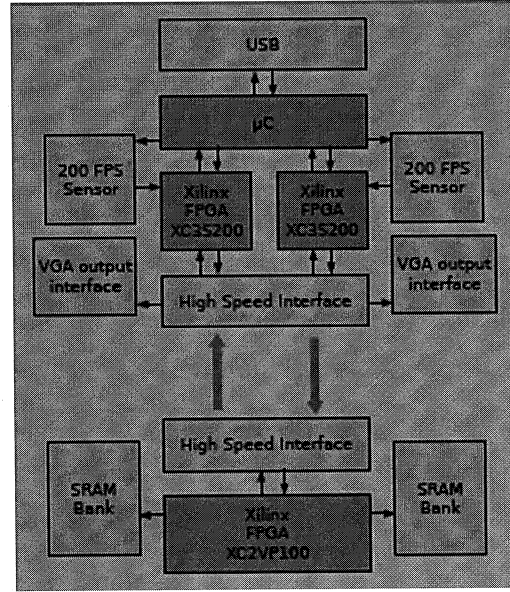 USB
µC
200 FPS
Sensor
Xilinx
FPGA
XC3S200
Xilinx
FPGA
XC3S200
200 FPS
Sensor
VGA output
interface
High Speed Interface
VGA output
interface
High Speed Interface
SRAM
Bank
Xilinx
FPGA
XC2VP100
SRAM
Bank